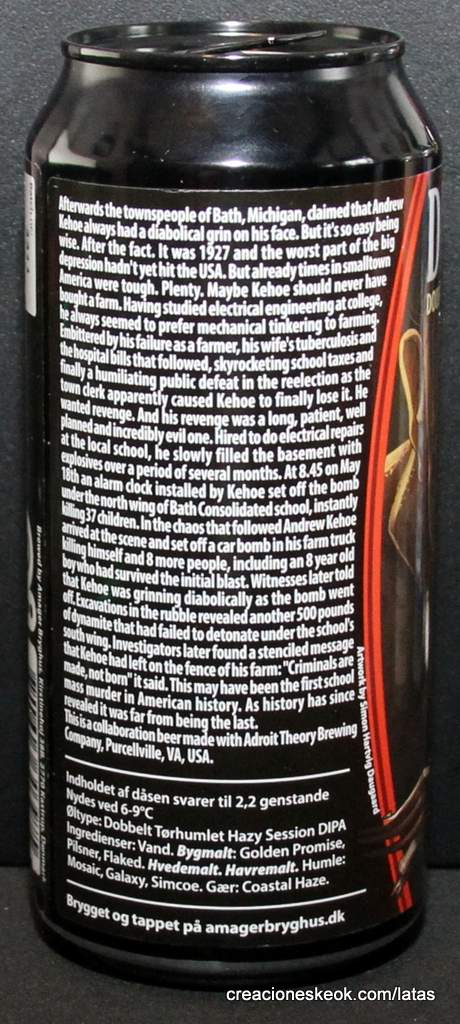 Afterwards the townspeople of Bath, Michigan, claimed that Andrew
Kehoe always had a diabolical grin on his face. But it's so easy being
wise. After the fact. It was 1927 and the worst part of the big
depression hadn't yet hit the USA. But already times in smalltown
America were tough. Plenty. Maybe Kehoe should never have
bought a farm. Having studied electrical engineering at college,
he always seemed to prefer mechanical tinkering to farming.
Embittered by his failure as a farmer, his wife's tuberculosis and
the hospital bills that followed, skyrocketing school taxes and
finally a humiliating public defeat in the reelection as the
town clerk apparently caused Kehoe to finally lose it. He
wanted revenge. And his revenge was a long, patient, well
planned and incredibly evil one. Hired to do electrical repairs
at the local school, he slowly filled the basement with
explosives over a period of several months. At 8.45 on May
18th an alarm clock installed by Kehoe set off the bomb
under the north wing of Bath Consolidated school, instantly
killing 37 children. In the chaos that followed Andrew Kehoe
arrived at the scene and set off a car bomb in his farm truck
killing himself and 8 more people, including an 8 year old
boy who had survived the initial blast. Witnesses later told
that Kehoe was grinning diabolically as the bomb went
off. Excavations in the rubble revealed another 500 pounds
of dynamite that had failed to detonate under the school's
south wing. Investigators later found a stenciled message
that Kehoe had left on the fence of his farm: "Criminals are
made, not born" it said. This may have been the first school
mass murder in American history. As history has since
revealed it was far from being the last.
This is a collaboration beer made with Adroit Theory Brewing
Company, Purcellville, VA, USA.
Indholdet af dåsen svarer til 2,2 genstande
Nydes ved 6-9°C
Øltype: Dobbelt Tørhumlet Hazy Session DIPA
Ingredienser: Vand. Bygmalt: Golden Promise,
Pilsner, Flaked. Hvedemalt. Havremalt. Humle:
Mosaic, Galaxy, Simcoe. Gær: Coastal Haze.
Brygget og tappet på amagerbryghus.dk
Artwork by Simon Hartvig Daugaard
Brewed by Amager Bryghus,
D
DOU
creacioneskeok.com/latas